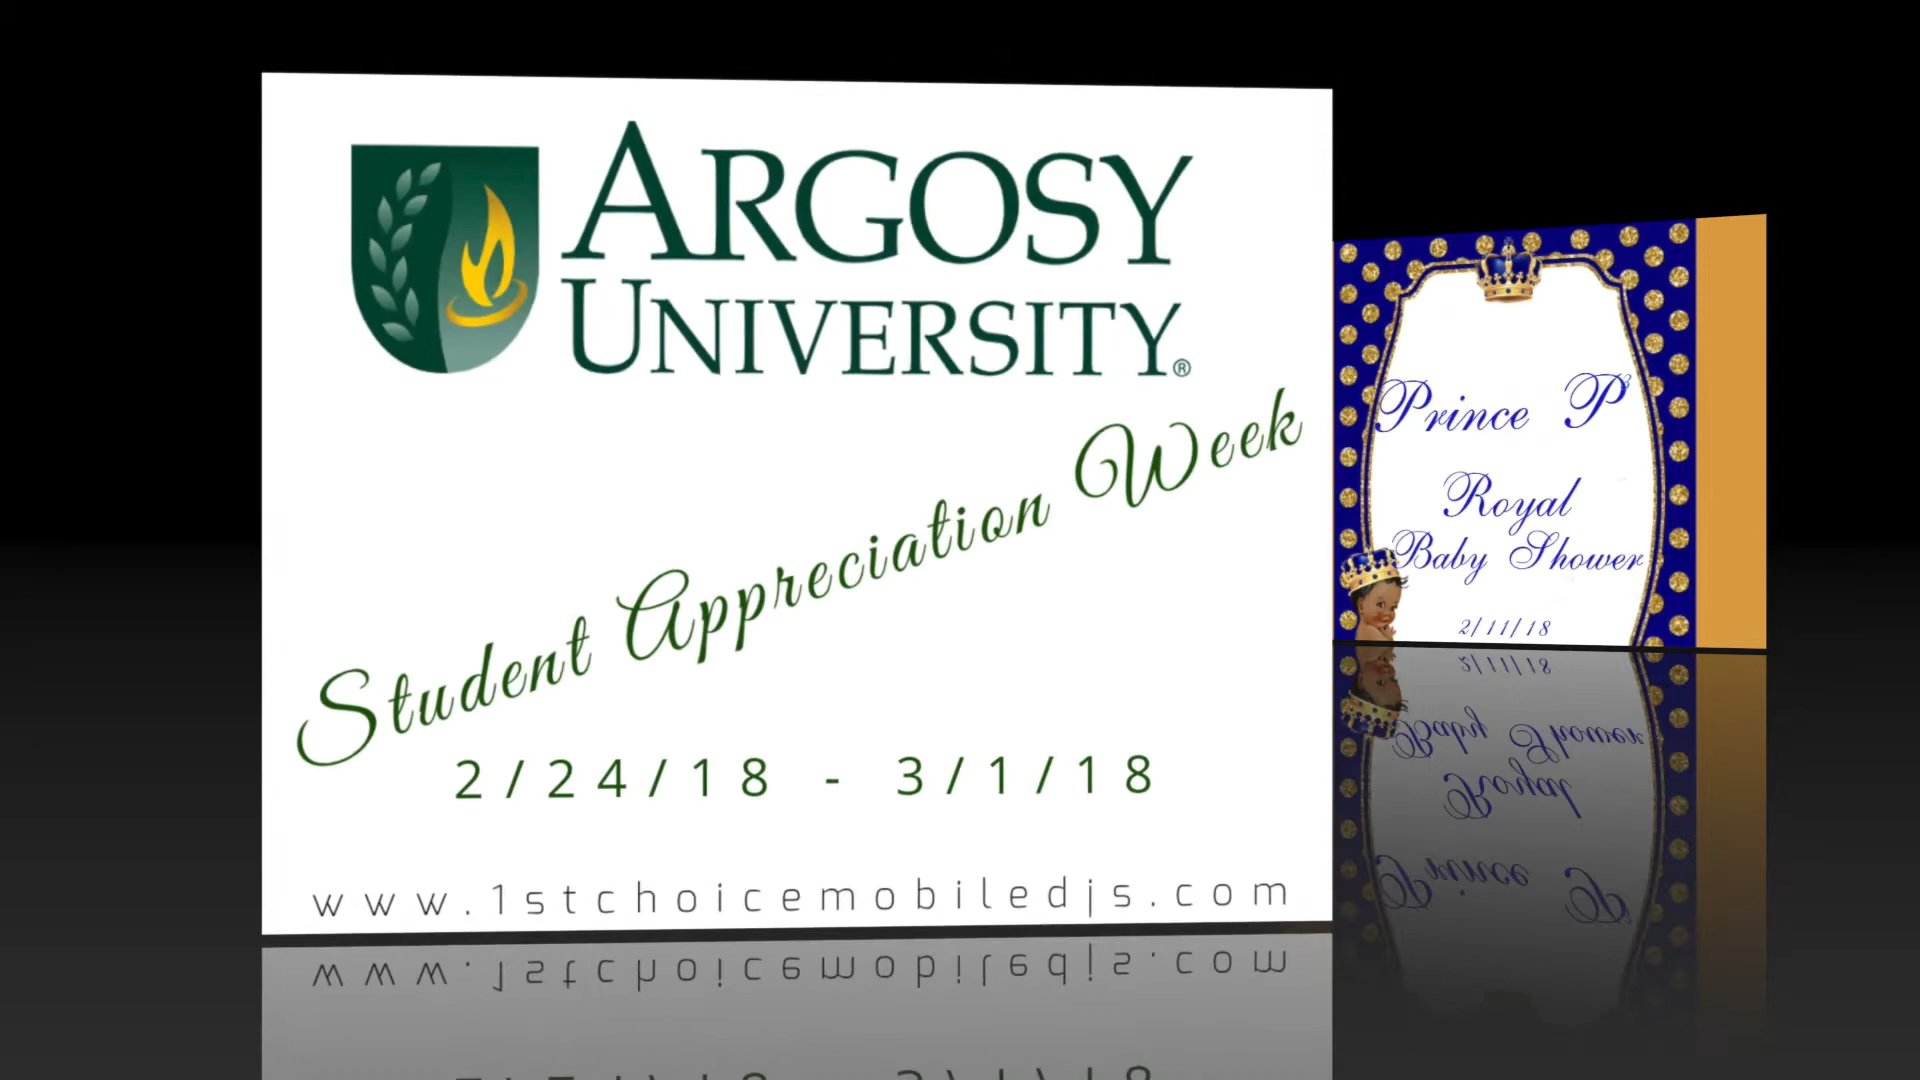 ARGOSY
UNIVERSITY®
Student Appreciation Week
2/24/18 - 3/1/18
www.1stchoicemobiledjs.com
Prince P³
Royal
Baby Shower
2/11/18